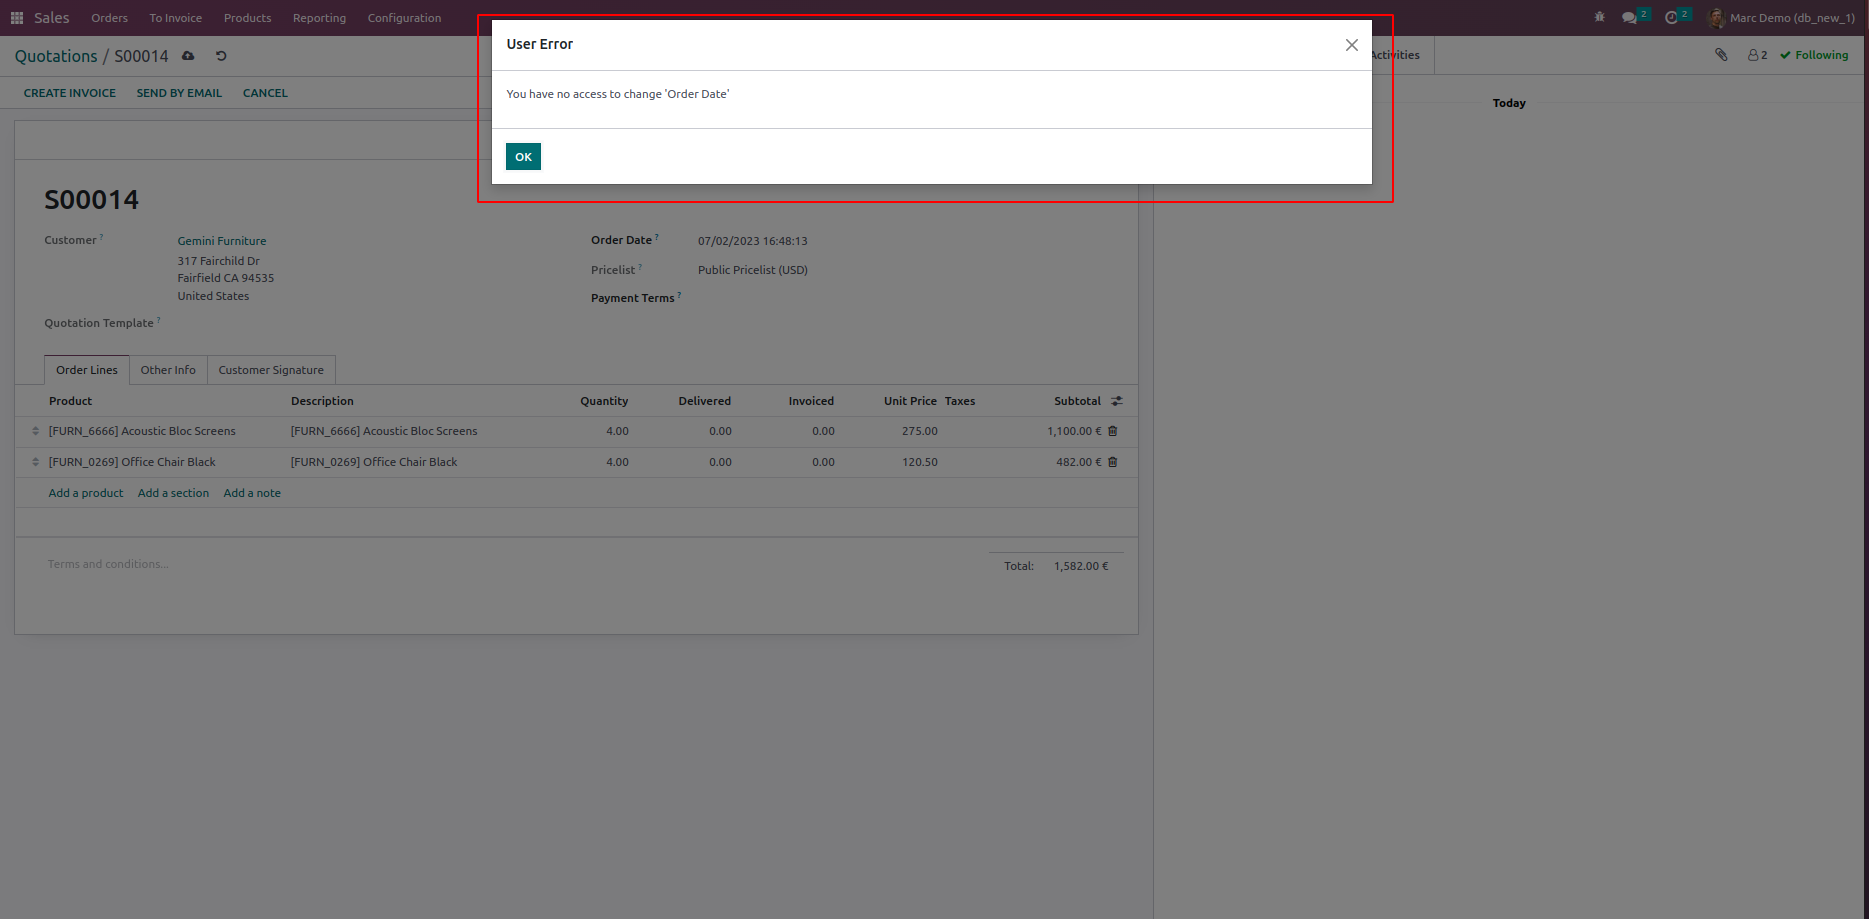 Sales Orders To Invoice Products Reporting Configuration 2 2 Marc Demo (db_new_1)
User Error
Quotations / S00014 Activities 2 Following
CREATE INVOICE SEND BY EMAIL CANCEL
You have no access to change 'Order Date'
Today
OK
S00014
Customer ? Gemini Furniture Order Date ? 07/02/2023 16:48:13
317 Fairchild Dr
Fairfield CA 94535 Pricelist ? Public Pricelist (USD)
United States Payment Terms ?
Quotation Template ?
Order Lines Other Info Customer Signature
Product Description Quantity Delivered Invoiced Unit Price Taxes Subtotal
[FURN_6666] Acoustic Bloc Screens [FURN_6666] Acoustic Bloc Screens 4.00 0.00 0.00 275.00 1,100.00 €
[FURN_0269] Office Chair Black [FURN_0269] Office Chair Black 4.00 0.00 0.00 120.50 482.00 €
Add a product Add a section Add a note
Terms and conditions... Total: 1,582.00 €